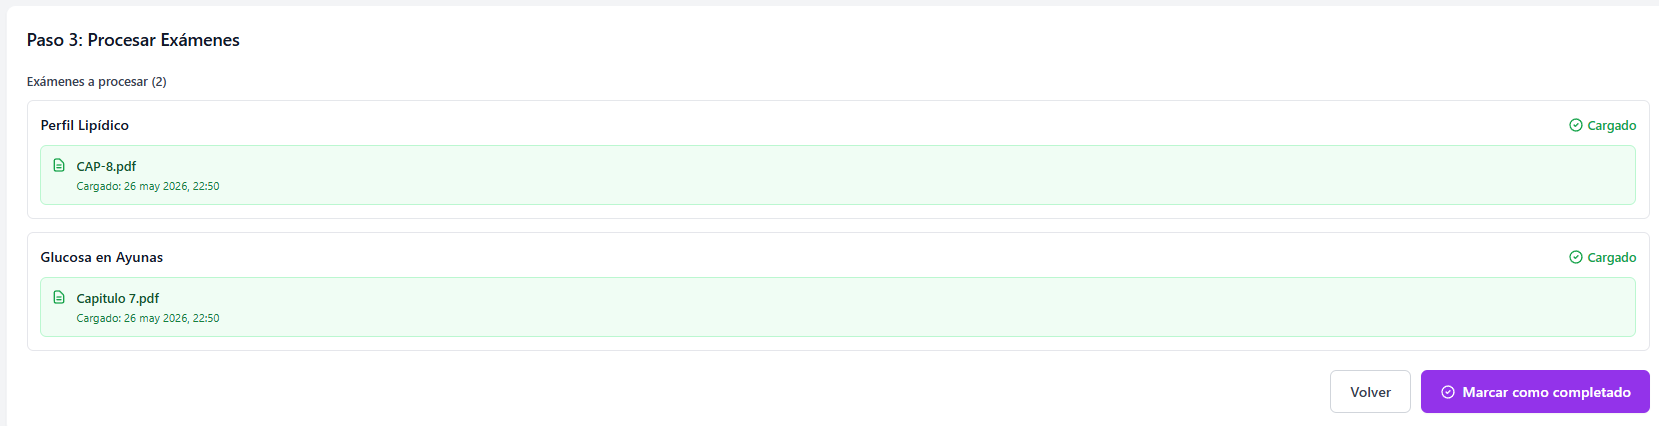 Paso 3: Procesar Exámenes
Exámenes a procesar (2)
Perfil Lipídico
Cargado
CAP-8.pdf
Cargado: 26 may 2026, 22:50
Glucosa en Ayunas
Cargado
Capitulo 7.pdf
Cargado: 26 may 2026, 22:50
Volver
Marcar como completado